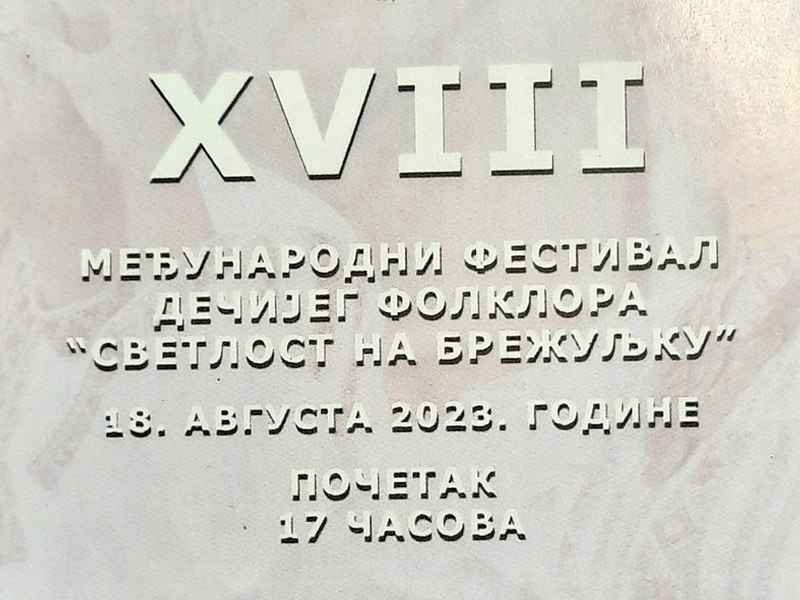 XVIII
МЕЂУНАРОДНИ ФЕСТИВАЛ
ДЕЧИЈЕГ ФОЛКЛОРА
“СВЕТЛОСТ НА БРЕЖУЉКУ”
18. АВГУСТА 2023. ГОДИНЕ
ПОЧЕТАК
17 ЧАСОВА